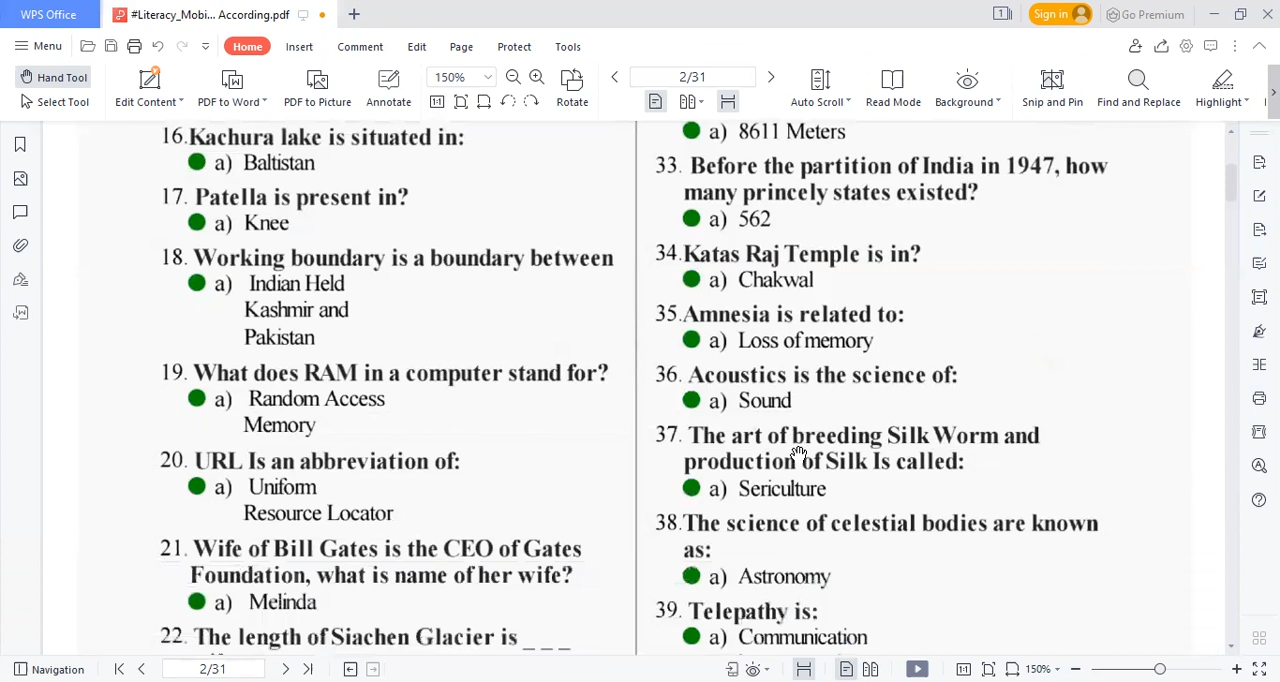 WPS Office
#Literacy_Mobi... According.pdf
1
Sign in
Go Premium
Menu
Home
Insert
Comment
Edit
Page
Protect
Tools
Hand Tool
Select Tool
Edit Content
PDF to Word
PDF to Picture
Annotate
150%
2/31
Rotate
Auto Scroll
Read Mode
Background
Snip and Pin
Find and Replace
Highlight
16.Kachura lake is situated in:
a) Baltistan
17. Patella is present in?
a) Knee
18. Working boundary is a boundary between
a) Indian Held
Kashmir and
Pakistan
19. What does RAM in a computer stand for?
a) Random Access
Memory
20. URL Is an abbreviation of:
a) Uniform
Resource Locator
21. Wife of Bill Gates is the CEO of Gates
Foundation, what is name of her wife?
a) Melinda
22. The length of Siachen Glacier is _ _ _
a) 8611 Meters
33. Before the partition of India in 1947, how
many princely states existed?
a) 562
34.Katas Raj Temple is in?
a) Chakwal
35.Amnesia is related to:
a) Loss of memory
36. Acoustics is the science of:
a) Sound
37. The art of breeding Silk Worm and
production of Silk Is called:
a) Sericulture
38.The science of celestial bodies are known
as:
a) Astronomy
39. Telepathy is:
a) Communication
Navigation
2/31
150%